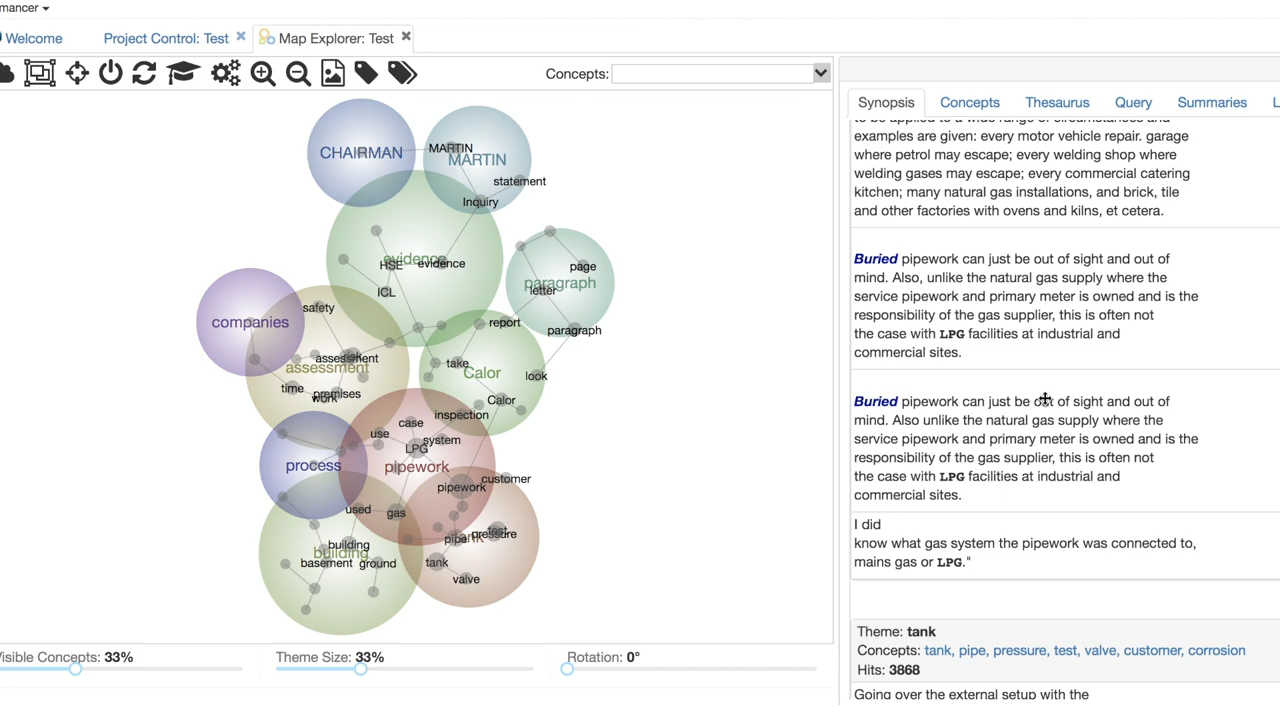 mancer
Welcome
Project Control: Test
Map Explorer: Test
Concepts:
CHAIRMAN
MARTIN
MARTIN
statement
Inquiry
evidence
HSE
evidence
ICL
page
paragraph
letter
paragraph
companies
safety
report
assessment
assessment
take
Calor
look
time
premises
work
Calor
inspection
case
use
system
LPG
process
pipework
customer
pipework
used
gas
test
pressure
pipe
tank
building
building
basement
ground
tank
valve
isible Concepts: 33%
Theme Size: 33%
Rotation: 0°
Synopsis
Concepts
Thesaurus
Query
Summaries
L
to be applied to a wide range of circumstances and
examples are given: every motor vehicle repair. garage
where petrol may escape; every welding shop where
welding gases may escape; every commercial catering
kitchen; many natural gas installations, and brick, tile
and other factories with ovens and kilns, et cetera.
Buried pipework can just be out of sight and out of
mind. Also, unlike the natural gas supply where the
service pipework and primary meter is owned and is the
responsibility of the gas supplier, this is often not
the case with LPG facilities at industrial and
commercial sites.
Buried pipework can just be out of sight and out of
mind. Also unlike the natural gas supply where the
service pipework and primary meter is owned and is the
responsibility of the gas supplier, this is often not
the case with LPG facilities at industrial and
commercial sites.
I did
know what gas system the pipework was connected to,
mains gas or LPG."
Theme: tank
Concepts: tank, pipe, pressure, test, valve, customer, corrosion
Hits: 3868
Going over the external setup with the